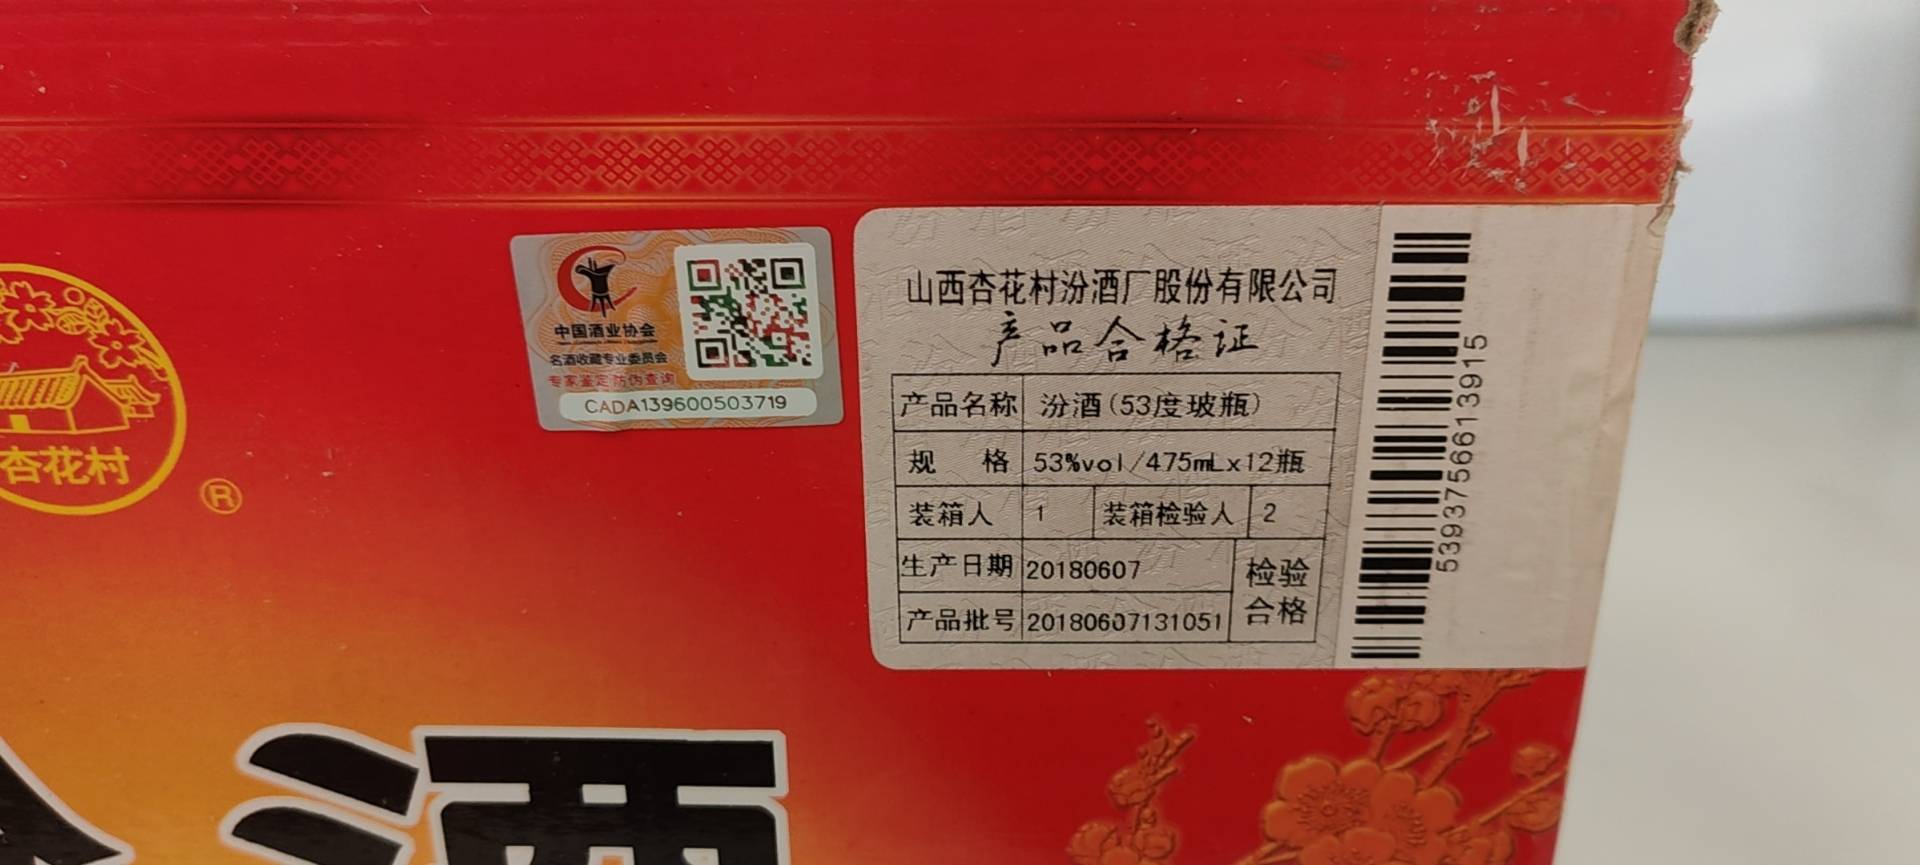 杏花村
®
中国酒业协会
名酒收藏专业委员会
专家鉴定防伪查询
CADA139600503719
山西杏花村汾酒厂股份有限公司
产品合格证
产品名称 汾酒(53度玻瓶)
规 格 53%vol/475mLx12瓶
装箱人 1 装箱检验人 2
生产日期 20180607
产品批号 20180607131051
检验
合格
5393756613915
酒